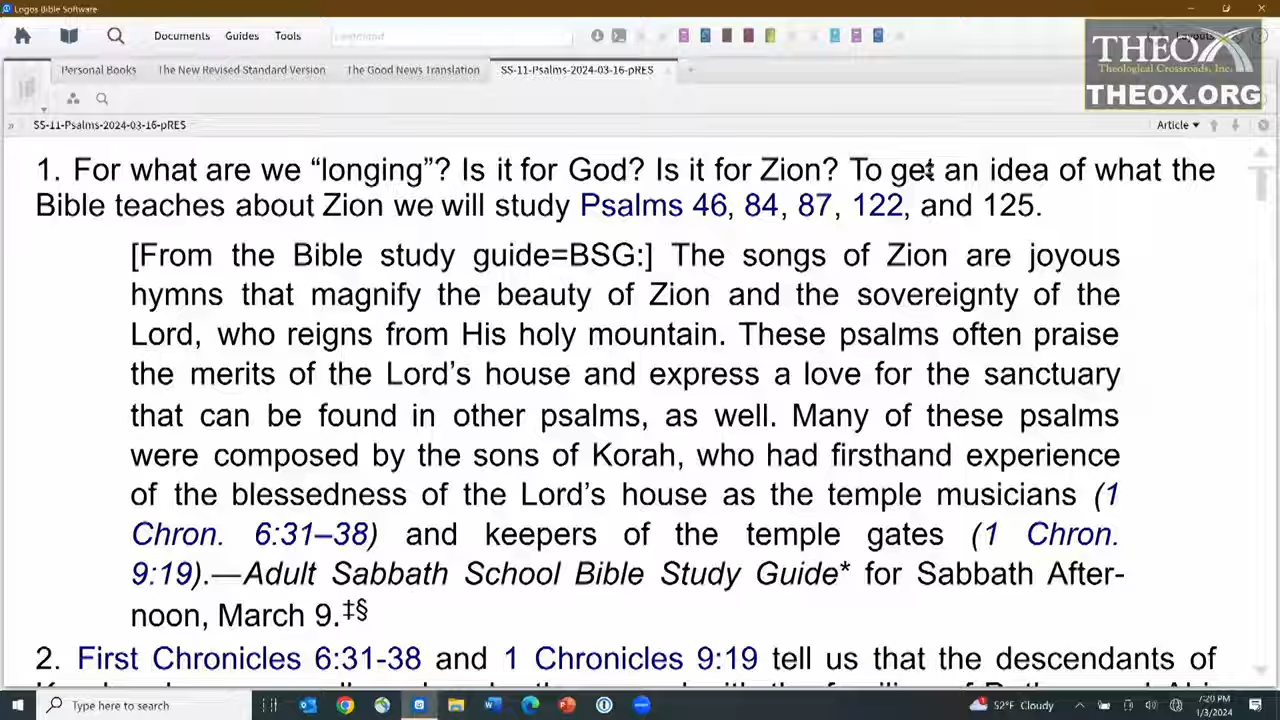 Logos Bible Software
Documents Guides Tools
Command
Layouts
THEOX
Theological Crossroads, Inc.
THEOX.ORG
Personal Books The New Revised Standard Version The Good News Translation SS-11-Psalms-2024-03-16-pRES
SS-11-Psalms-2024-03-16-pRES Article
1. For what are we “longing”? Is it for God? Is it for Zion? To get an idea of what the
Bible teaches about Zion we will study Psalms 46, 84, 87, 122, and 125.
[From the Bible study guide=BSG:] The songs of Zion are joyous
hymns that magnify the beauty of Zion and the sovereignty of the
Lord, who reigns from His holy mountain. These psalms often praise
the merits of the Lord’s house and express a love for the sanctuary
that can be found in other psalms, as well. Many of these psalms
were composed by the sons of Korah, who had firsthand experience
of the blessedness of the Lord’s house as the temple musicians (1
Chron. 6:31–38) and keepers of the temple gates (1 Chron.
9:19).—Adult Sabbath School Bible Study Guide* for Sabbath After-
noon, March 9.‡§
2. First Chronicles 6:31-38 and 1 Chronicles 9:19 tell us that the descendants of
Type here to search
52°F Cloudy
7:20 PM
1/3/2024